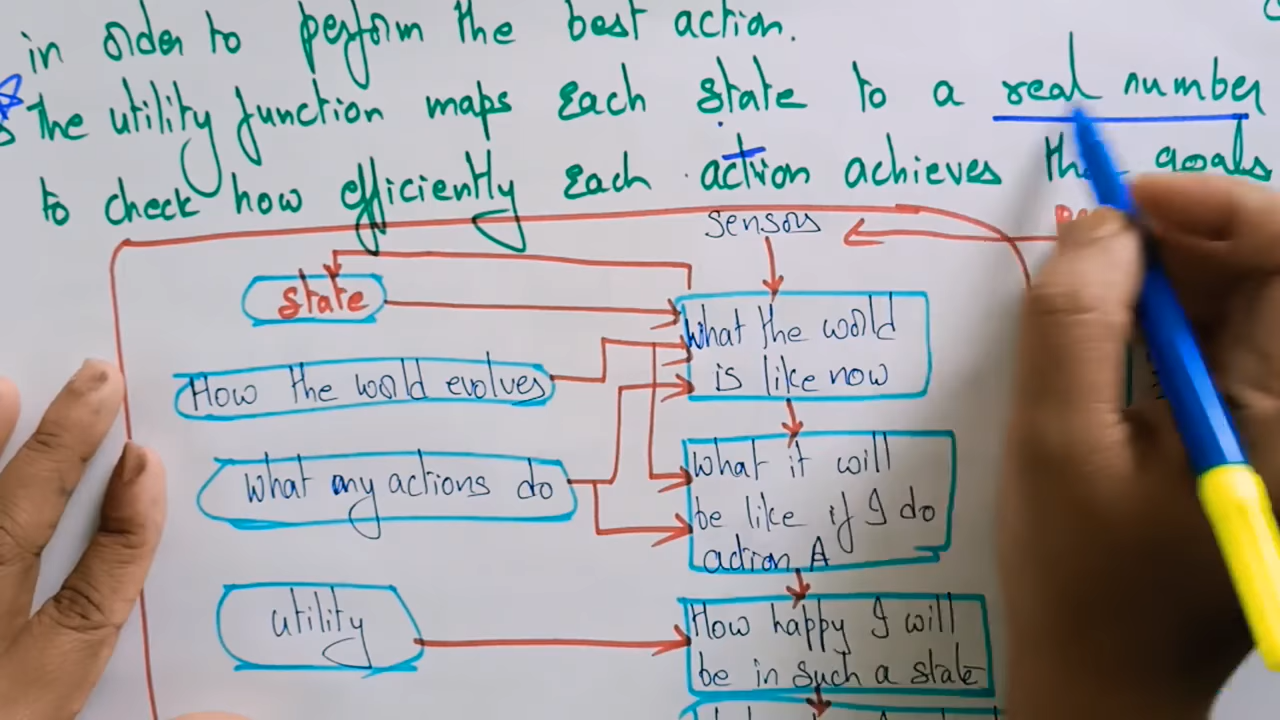 in order to perform the best action.
The utility function maps Each state to a real number
to check how efficiently Each action achieves the goals
sensors
state
What the world
is like now
How the world evolves
What my actions do
What it will
be like if I do
action A
utility
How happy I will
be in such a state